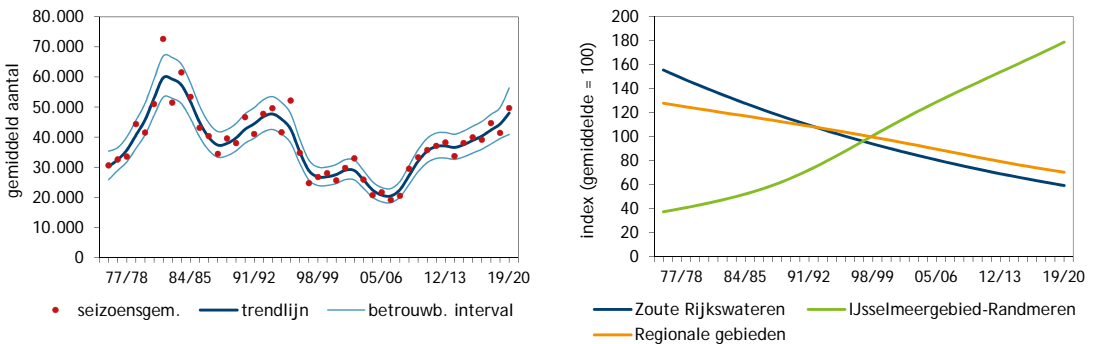 gemiddeld aantal
80.000
70.000
60.000
50.000
40.000
30.000
20.000
10.000
0
77/78 84/85 91/92 98/99 05/06 12/13 19/20
seizoensgem. trendlijn betrouwb. interval
index (gemiddelde = 100)
200
180
160
140
120
100
80
60
40
20
0
77/78 84/85 91/92 98/99 05/06 12/13 19/20
Zoute Rijkswateren IJsselmeergebied-Randmeren
Regionale gebieden